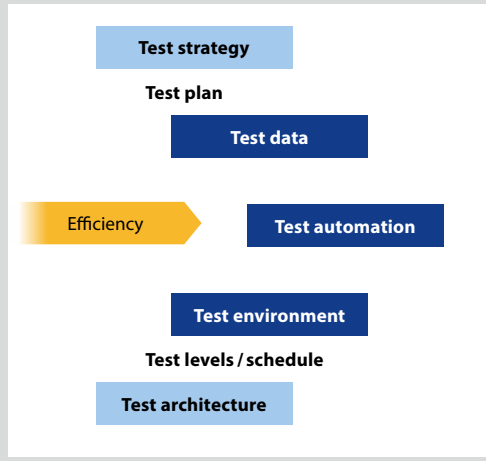 Test strategy
Test plan
Test data
Efficiency
Test automation
Test environment
Test levels / schedule
Test architecture